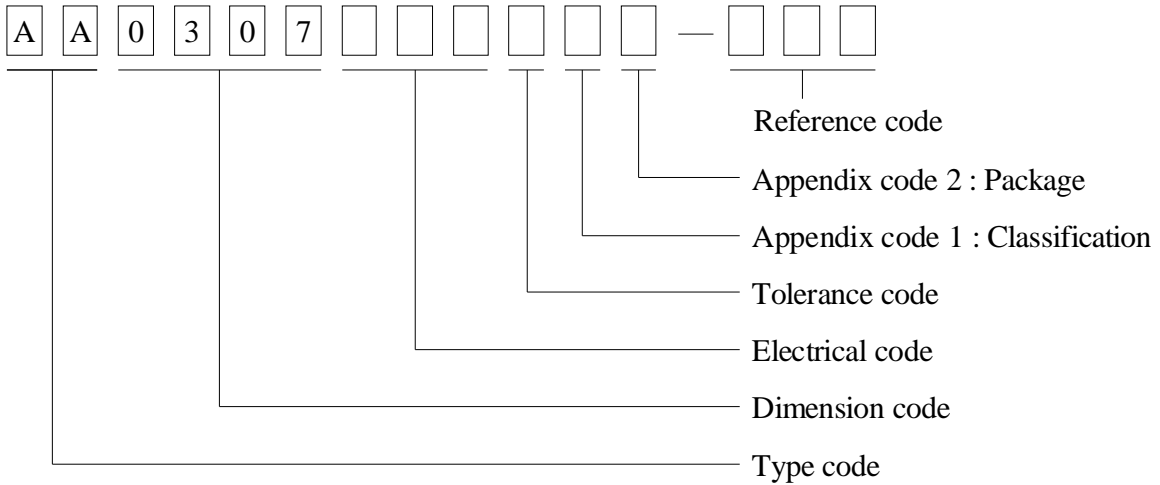 A A 0 3 0 7 —
Reference code
Appendix code 2 : Package
Appendix code 1 : Classification
Tolerance code
Electrical code
Dimension code
Type code